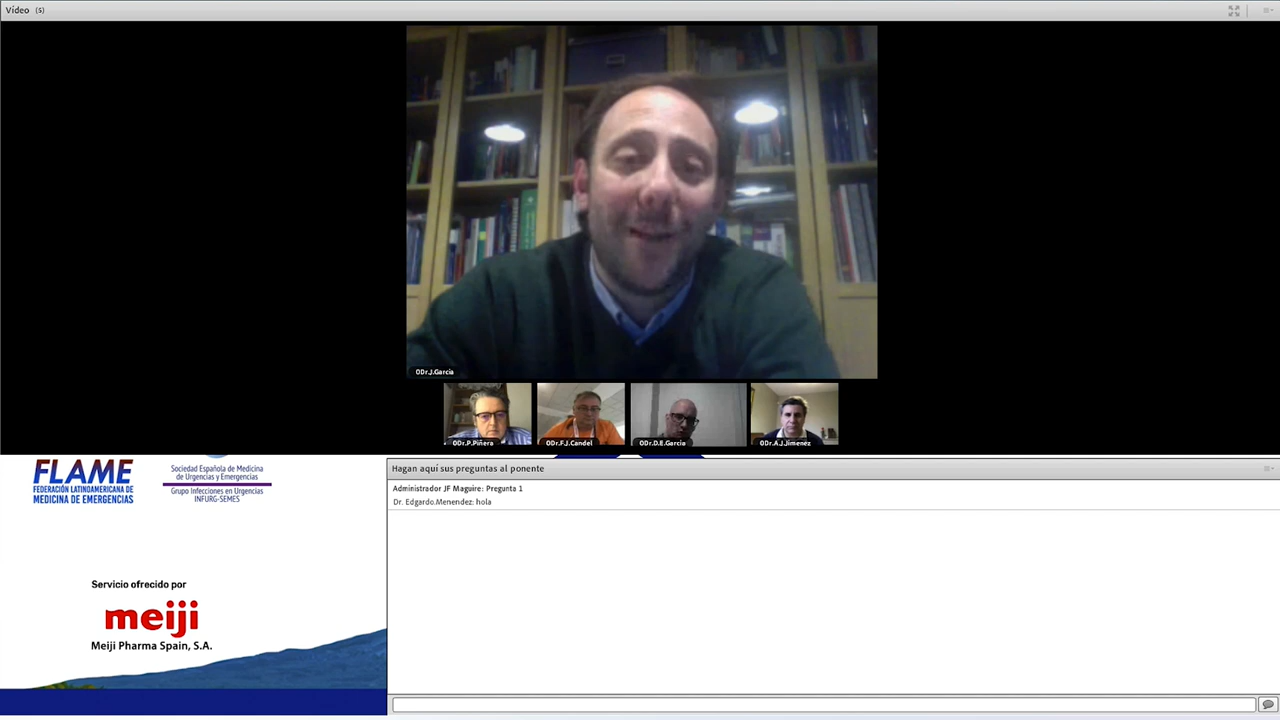 Vídeo (5)
ODr.J.Garcia
ODr.P.Piñera
ODr.F.J.Candel
ODr.D.E.Garcia
ODr.A.J.Jimenéz
FLAME
FEDERACIÓN LATINOAMERICANA DE
MEDICINA DE EMERGENCIAS
Sociedad Española de Medicina
de Urgencias y Emergencias
Grupo Infecciones en Urgencias
INFURG-SEMES
Servicio ofrecido por
meiji
Meiji Pharma Spain, S.A.
Hagan aquí sus preguntas al ponente
Administrador JF Maguire: Pregunta 1
Dr. Edgardo.Menendez: hola